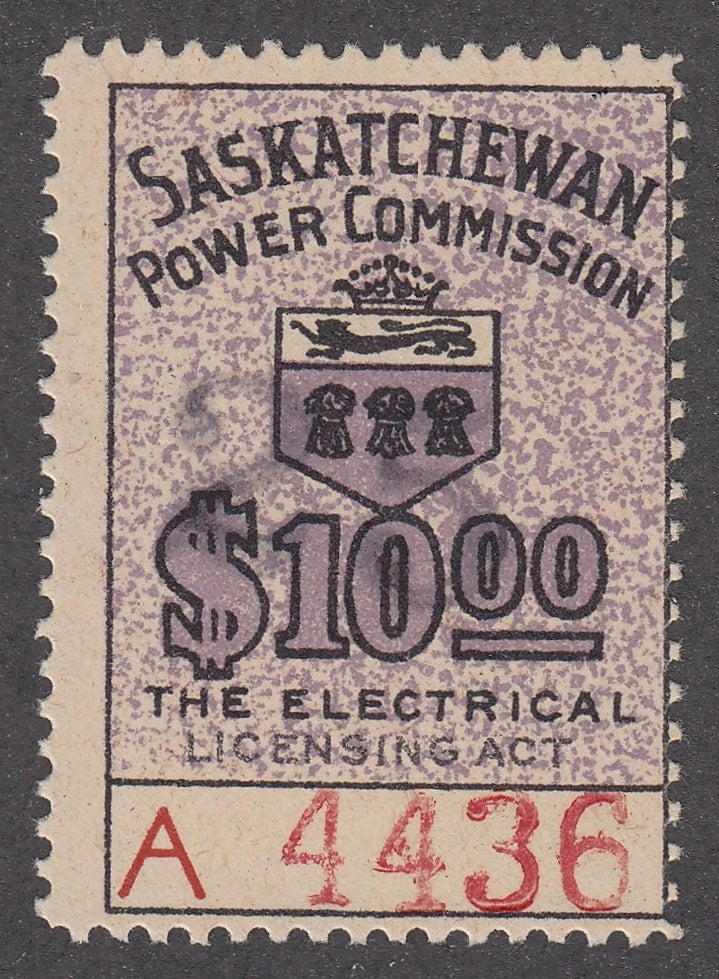 SASKATCHEWAN
POWER COMMISSION
$10.00
THE ELECTRICAL
LICENSING ACT
A 4436